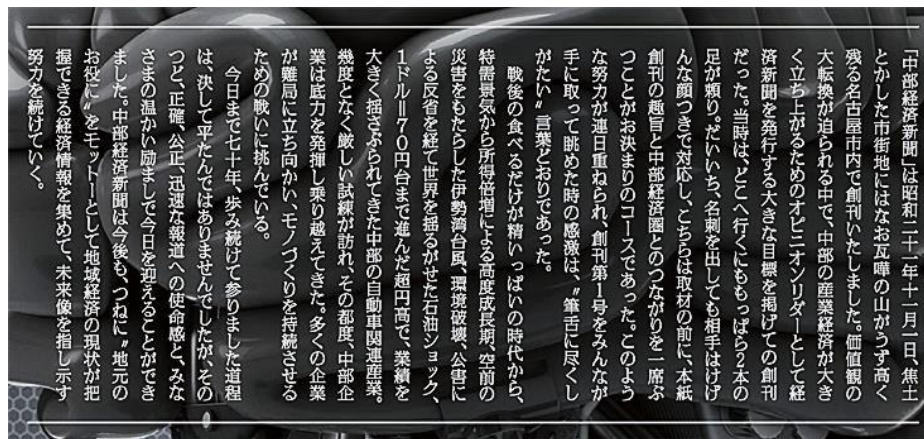 「中部経済新聞」は昭和二十一年十一月一日、焦土
とかした市街地にはなお瓦礫の山がうず高く
残る名古屋市内で創刊いたしました。価値観の
大転換が迫られる中で、中部の産業経済が大き
く立ち上がるためのオピニオンリダーとして経
済新聞を発行する大きな目標を掲げての創刊
だった。当時は、どこへ行くにももっぱら2本の
足が頼り。だいいち、名刺を出しても相手はけげ
んな顔つきで対応し、こちらは取材の前に、本紙
創刊の趣旨と中部経済圏とのつながりを一席ぶ
つことがお決まりのコースであった。このよう
な努力が連日重ねられ、創刊第1号をみんなが
手に取って眺めた時の感激は、〝筆舌に尽くし
がたい〟言葉とおりであった。
戦後の食べるだけが精いっぱいの時代から、
特需景気から所得倍増による高度成長期、空前の
災害をもたらした伊勢湾台風、環境破壊、公害に
よる反省を経て世界を揺るがせた石油ショック、
1ドル=70円台まで進んだ超円高で、業績を
大きく揺さぶられてきた中部の自動車関連産業。
幾度となく厳しい試練が訪れ、その都度、中部企
業は底力を発揮し乗り越えてきた。多くの企業
が難局に立ち向かい、モノづくりを持続させる
ための戦いに挑んでいる。
今日まで七十年、歩み続けて参りました道程
は、決して平たんではありませんでしたが、その
つど、正確、公正、迅速な報道への使命感と、みな
さまの温かい励ましで今日を迎えることができ
ました。中部経済新聞は今後も、つねに〝地元の
お役に〟をモットーとして地域経済の現状が把
握できる経済情報を集めて、未来像を指し示す
努力を続けていく。